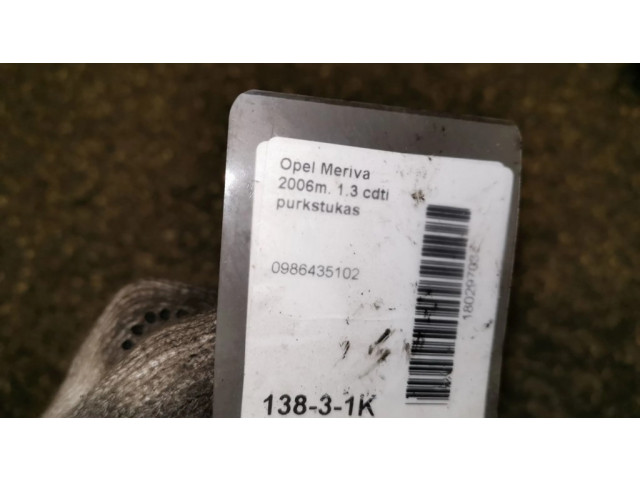 Opel Meriva
2006m. 1.3 cdti
purkstukas
0986435102
138-3-1K